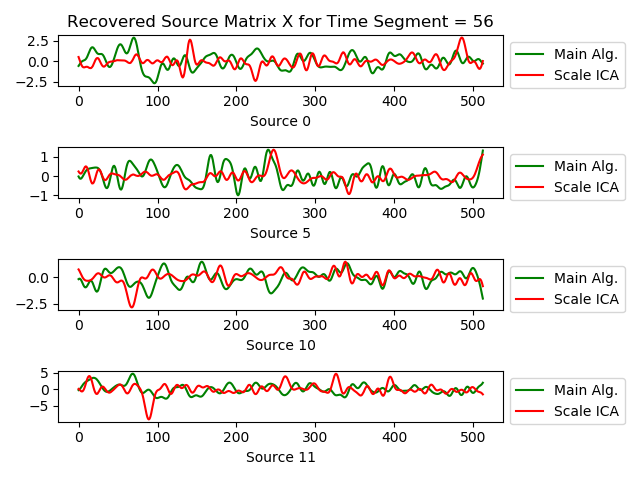 Recovered Source Matrix X for Time Segment = 56
2.5
0.0
−2.5
0 100 200 300 400 500
Source 0
Main Alg.
Scale ICA
1
0
−1
0 100 200 300 400 500
Source 5
Main Alg.
Scale ICA
0.0
−2.5
0 100 200 300 400 500
Source 10
Main Alg.
Scale ICA
5
0
−5
0 100 200 300 400 500
Source 11
Main Alg.
Scale ICA